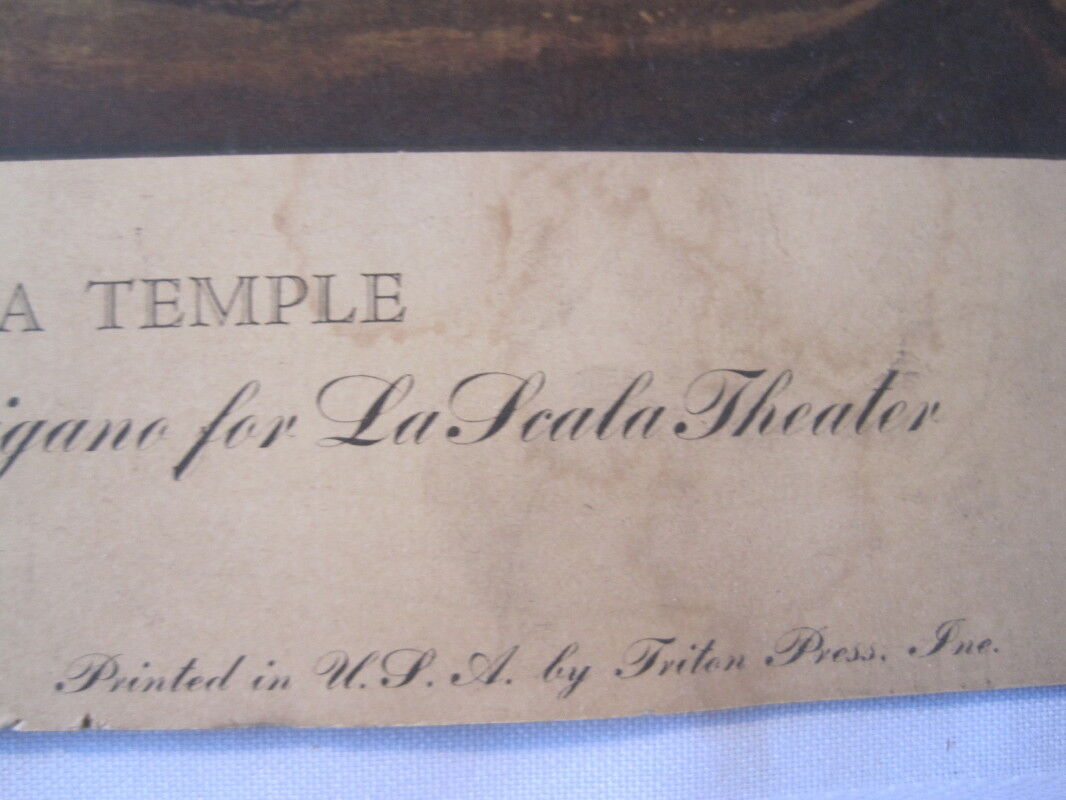 A TEMPLE
igano for La Scala Theater
Printed in U.S.A. by Triton Press, Inc.